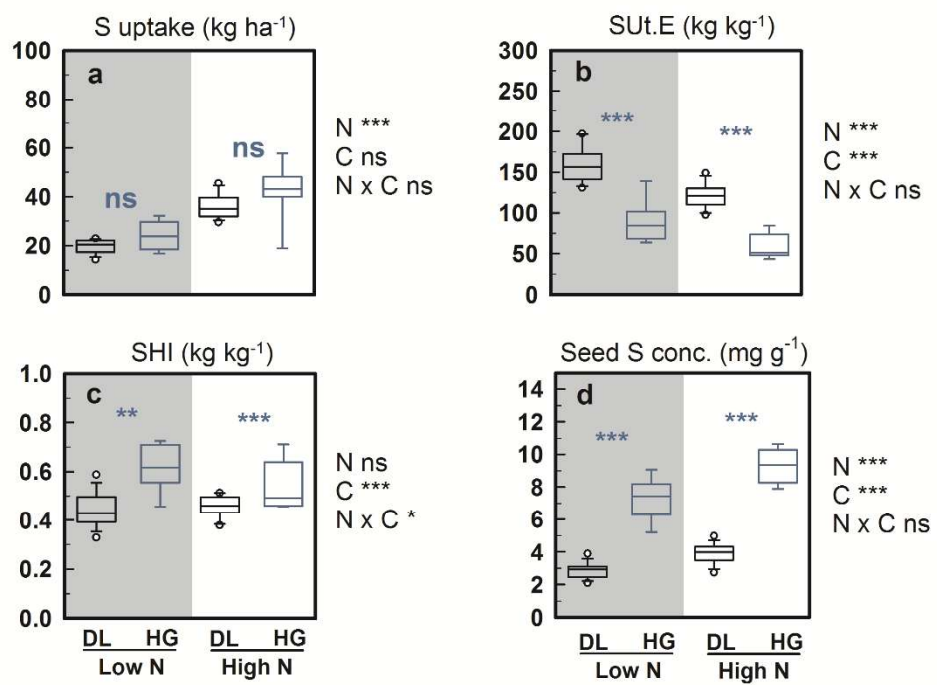 S uptake (kg ha⁻¹)
100
80
60
40
20
0
a
ns
ns
N ***
C ns
N x C ns
SUt.E (kg kg⁻¹)
300
250
200
150
100
50
0
b
***
***
N ***
C ***
N x C ns
SHI (kg kg⁻¹)
1.0
0.8
0.6
0.4
0.2
0.0
c
**
***
N ns
C ***
N x C *
DL HG DL HG
Low N High N
Seed S conc. (mg g⁻¹)
14
12
10
8
6
4
2
0
d
***
***
N ***
C ***
N x C ns
DL HG DL HG
Low N High N